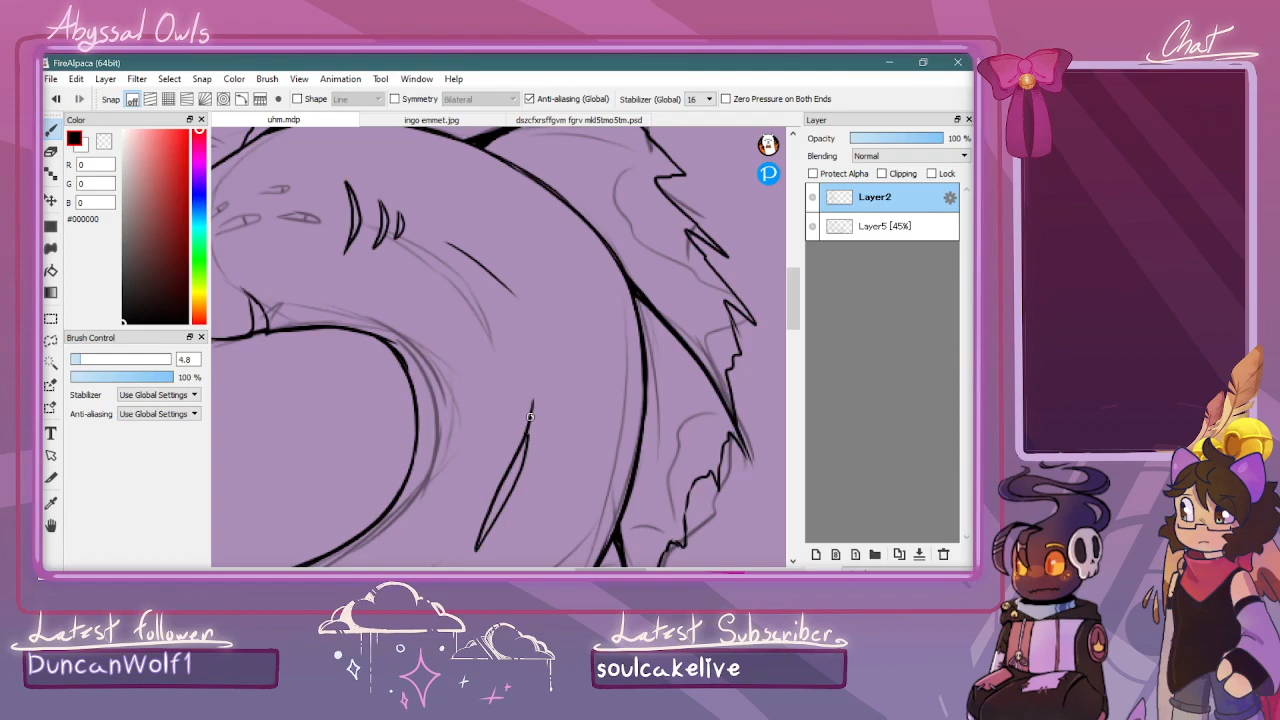 Abyssal Owls
Chat
FireAlpaca (64bit)
File Edit Layer Filter Select Snap Color Brush View Animation Tool Window Help
Snap off Shape Line Symmetry Bilateral Anti-aliasing (Global) Stabilizer (Global) 16 Zero Pressure on Both Ends
Color
uhm.mdp
ingo emmet.jpg
dszcfxrsffgvm fgrv mkl5tmo5tm.psd
Layer
R 0
G 0
B 0
#000000
Opacity 100 %
Blending Normal
Protect Alpha Clipping Lock
Layer2
Layer5 [45%]
Brush Control
4.8
100 %
Stabilizer Use Global Settings
Anti-aliasing Use Global Settings
T
P
Latest follower
DuncanWolf1
Latest Subscriber
soulcakelive